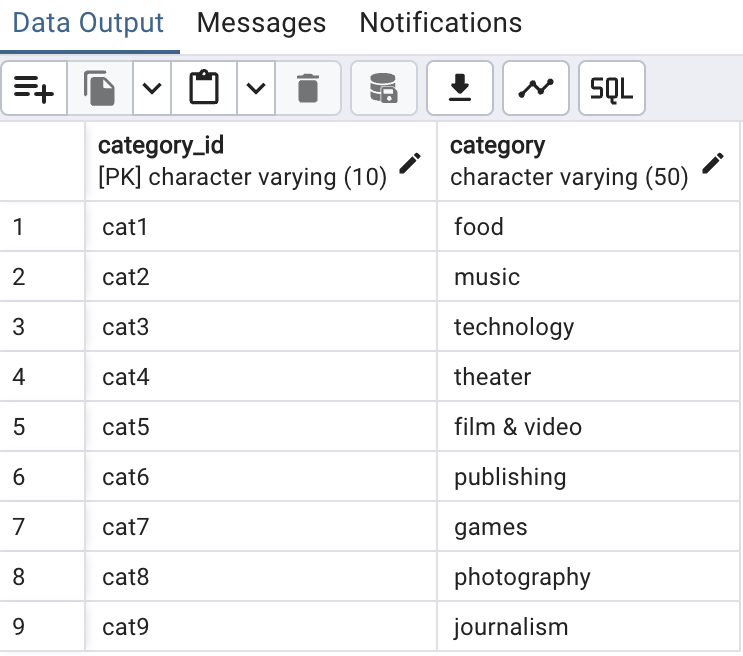 Data Output Messages Notifications
SQL
category_id category
[PK] character varying (10) character varying (50)
1 cat1 food
2 cat2 music
3 cat3 technology
4 cat4 theater
5 cat5 film & video
6 cat6 publishing
7 cat7 games
8 cat8 photography
9 cat9 journalism